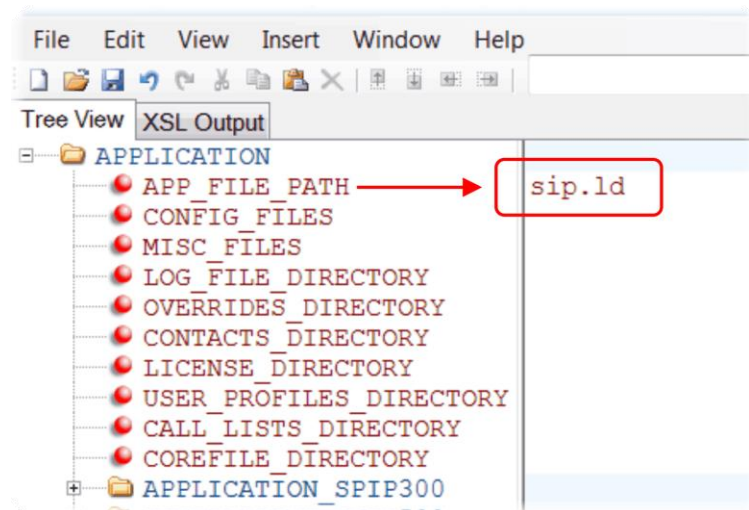 File Edit View Insert Window Help
Tree View XSL Output
APPLICATION
APP_FILE_PATH sip.ld
CONFIG_FILES
MISC_FILES
LOG_FILE_DIRECTORY
OVERRIDES_DIRECTORY
CONTACTS_DIRECTORY
LICENSE_DIRECTORY
USER_PROFILES_DIRECTORY
CALL_LISTS_DIRECTORY
COREFILE_DIRECTORY
APPLICATION_SPIP300